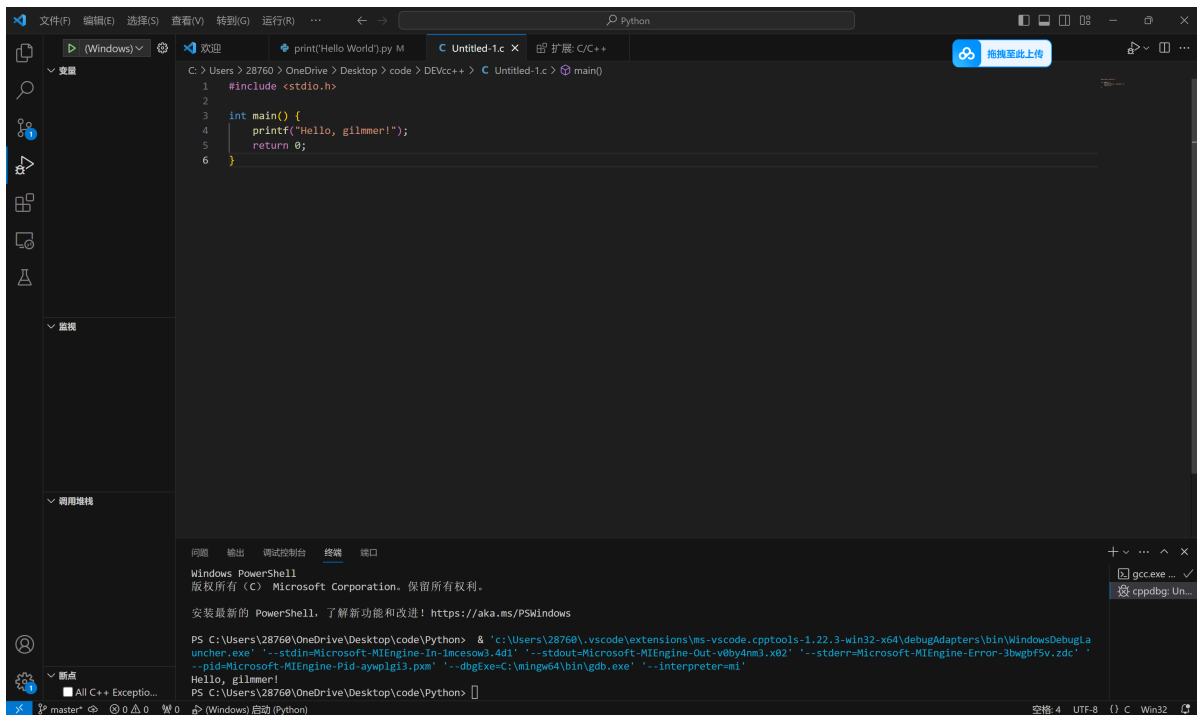 文件(F) 编辑(E) 选择(S) 查看(V) 转到(G) 运行(R) ··· Python
(Windows) 欢迎 print('Hello World').py M C Untitled-1.c 扩展: C/C++
拖拽至此上传
变量
C: > Users > 28760 > OneDrive > Desktop > code > DEVcc++ > C Untitled-1.c > main()
1 #include <stdio.h>
2
3 int main() {
4 printf("Hello, gilmmer!");
5 return 0;
6 }
监视
调用堆栈
问题 输出 调试控制台 终端 端口
Windows PowerShell
版权所有 (C) Microsoft Corporation。保留所有权利。
安装最新的 PowerShell，了解新功能和改进！https://aka.ms/PSWindows
PS C:\Users\28760\OneDrive\Desktop\code\Python> & 'c:\Users\28760\.vscode\extensions\ms-vscode.cpptools-1.22.3-win32-x64\debugAdapters\bin\WindowsDebugLa
uncher.exe' '--stdin=Microsoft-MIEngine-In-1mcesow3.4d1' '--stdout=Microsoft-MIEngine-Out-v0by4nm3.x02' '--stderr=Microsoft-MIEngine-Error-3bwgbf5v.zdc' '
--pid=Microsoft-MIEngine-Pid-aywplgi3.pxm' '--dbgExe=C:\mingw64\bin\gdb.exe' '--interpreter=mi'
Hello, gilmmer!
PS C:\Users\28760\OneDrive\Desktop\code\Python>
gcc.exe ...
cppdbg: Un...
断点
All C++ Exceptio...
master* 0 0 0 (Windows) 启动 (Python) 空格: 4 UTF-8 {} C Win32